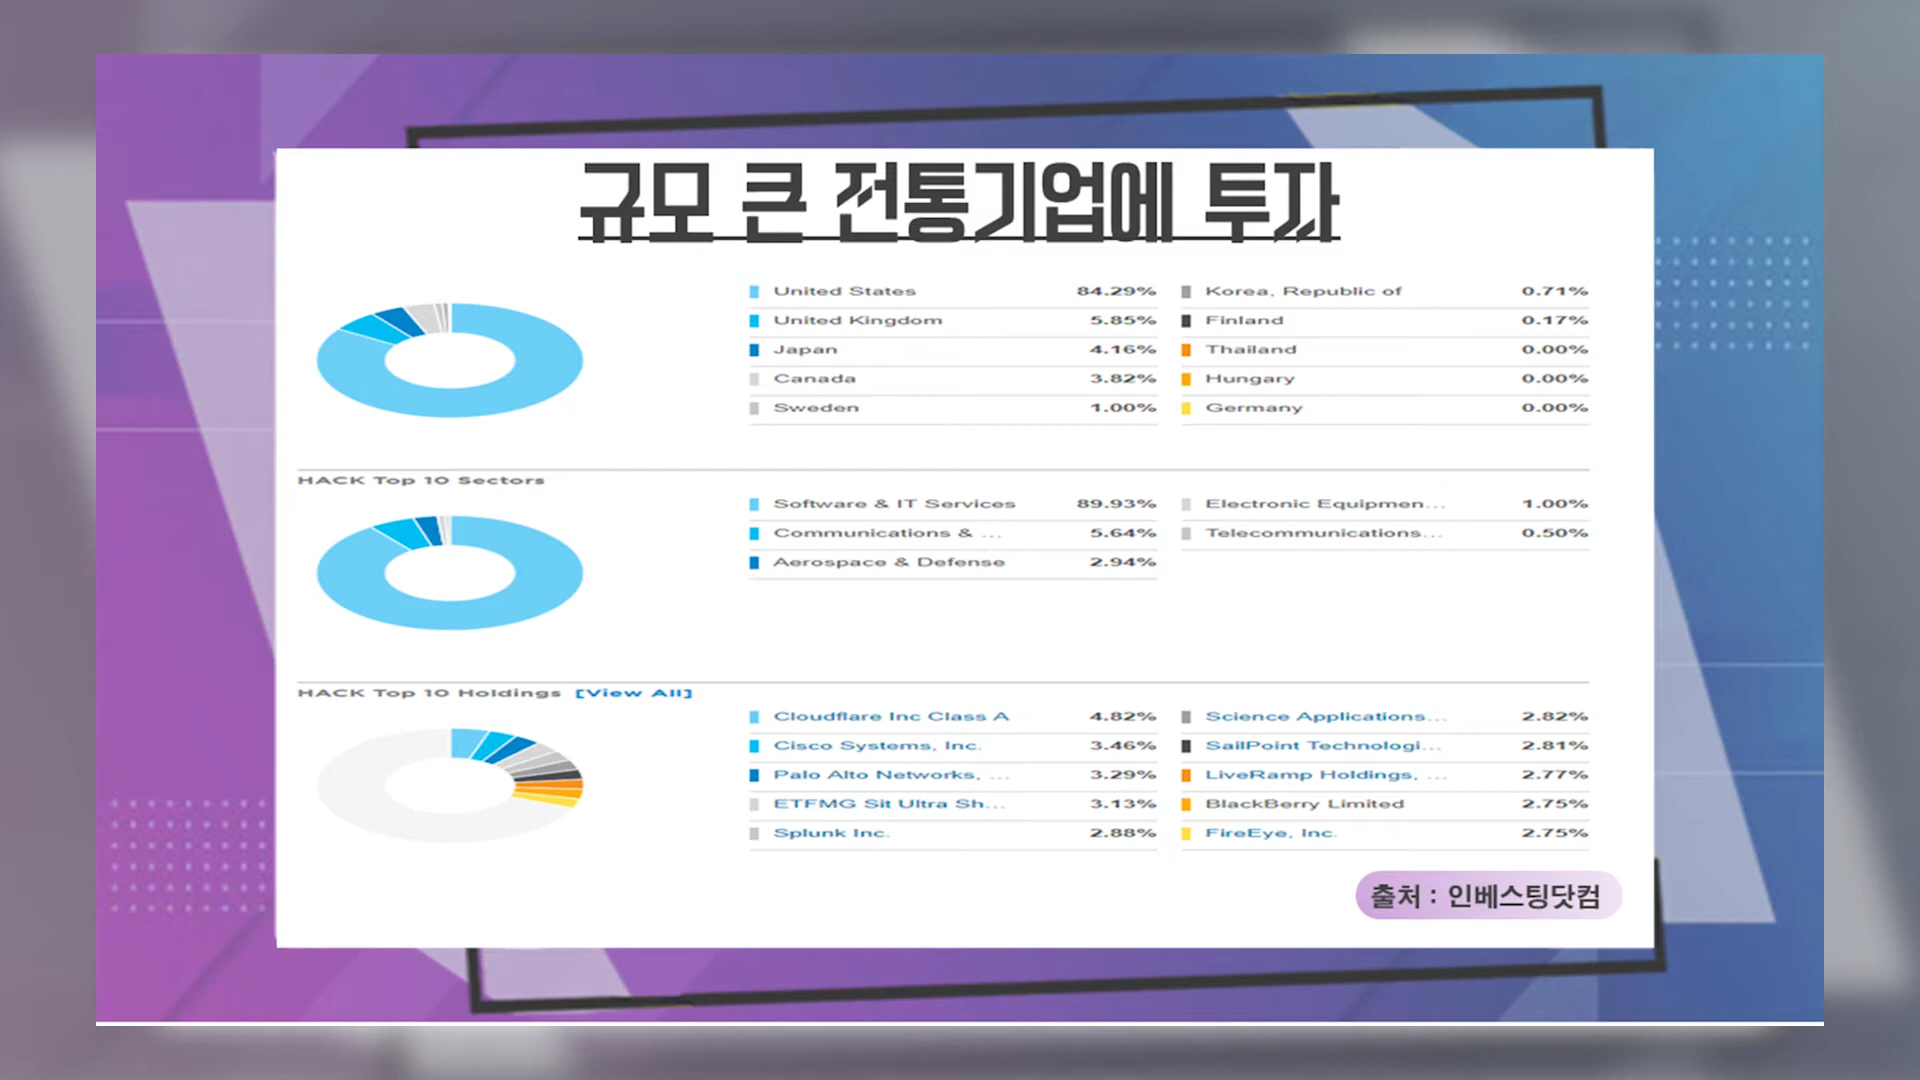 규모 큰 전통기업에 투자
United States 84.29% Korea, Republic of 0.71%
United Kingdom 5.85% Finland 0.17%
Japan 4.16% Thailand 0.00%
Canada 3.82% Hungary 0.00%
Sweden 1.00% Germany 0.00%
HACK Top 10 Sectors
Software & IT Services 89.93% Electronic Equipmen... 1.00%
Communications & ... 5.64% Telecommunications... 0.50%
Aerospace & Defense 2.94%
HACK Top 10 Holdings [View All]
Cloudflare Inc Class A 4.82% Science Applications... 2.82%
Cisco Systems, Inc. 3.46% SailPoint Technologi... 2.81%
Palo Alto Networks, ... 3.29% LiveRamp Holdings, ... 2.77%
ETFMG Sit Ultra Sh... 3.13% BlackBerry Limited 2.75%
Splunk Inc. 2.88% FireEye, Inc. 2.75%
출처 : 인베스팅닷컴